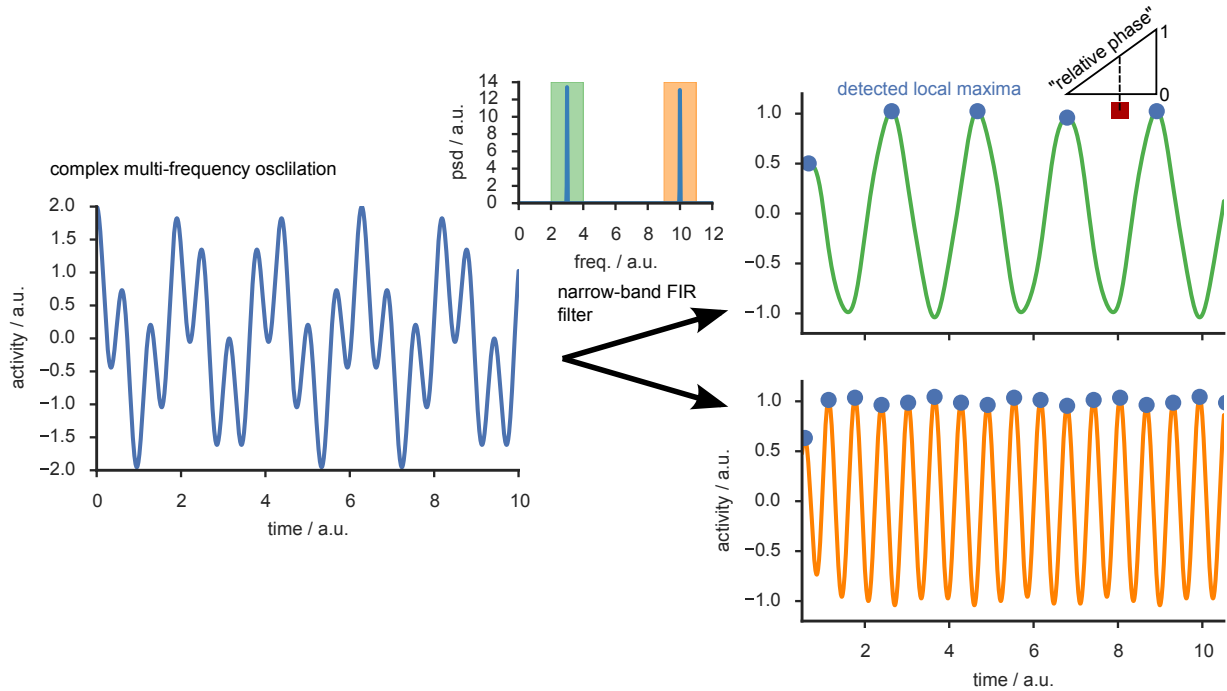 complex multi-frequency osclilation
2.0
1.5
1.0
0.5
0.0
−0.5
−1.0
−1.5
−2.0
activity / a.u.
0 2 4 6 8 10
time / a.u.
14
12
10
8
6
4
2
0
psd / a.u.
0 2 4 6 8 10 12
freq. / a.u.
narrow-band FIR
filter
"relative phase"
1
0
detected local maxima
1.0
0.5
0.0
−0.5
−1.0
1.0
0.5
0.0
−0.5
−1.0
activity / a.u.
2 4 6 8 10
time / a.u.